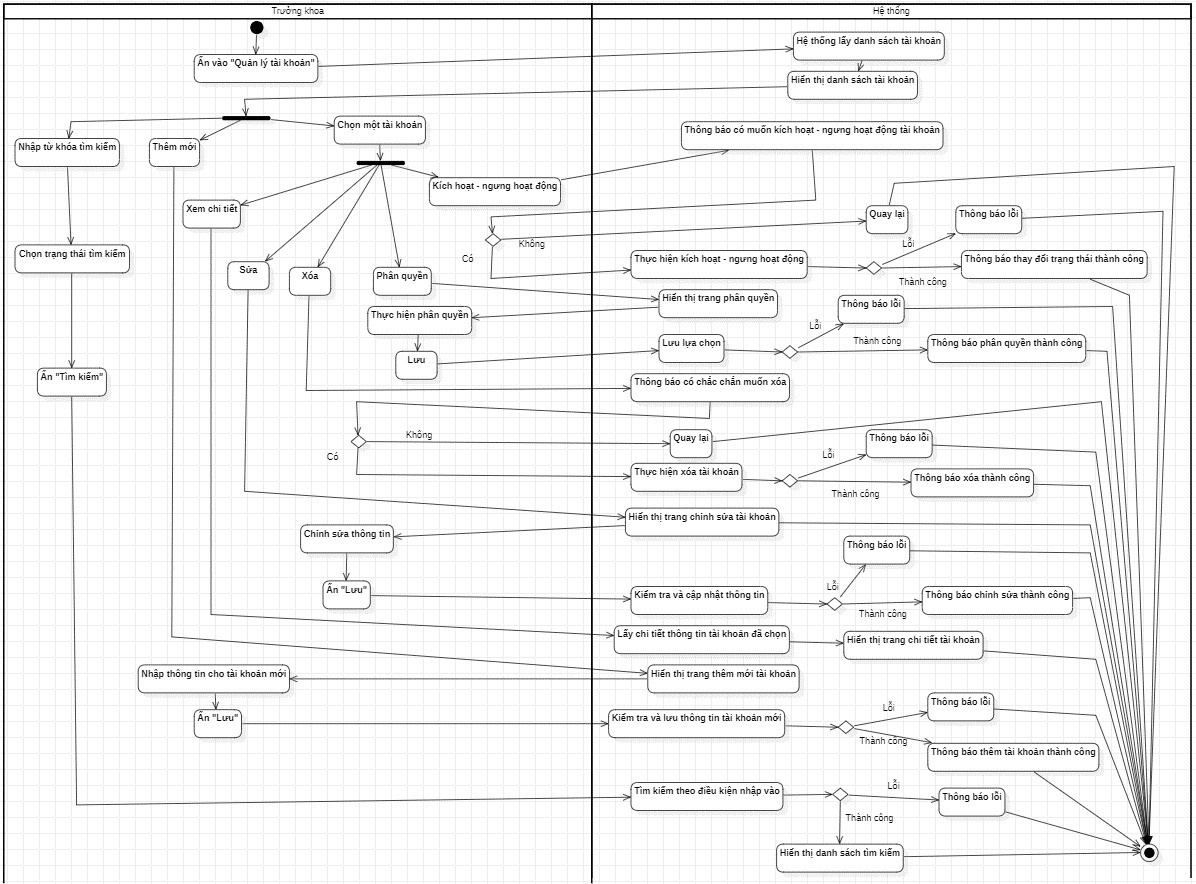 Trưởng khoa
Hệ thống
Ấn vào "Quản lý tài khoản"
Hệ thống lấy danh sách tài khoản
Hiển thị danh sách tài khoản
Chọn một tài khoản
Thông báo có muốn kích hoạt - ngưng hoạt động tài khoản
Nhập từ khóa tìm kiếm
Thêm mới
Kích hoạt - ngưng hoạt động
Xem chi tiết
Quay lại
Thông báo lỗi
Không
Lỗi
Có
Chọn trạng thái tìm kiếm
Sửa
Xóa
Phân quyền
Thực hiện kích hoạt - ngưng hoạt động
Thông báo thay đổi trạng thái thành công
Thành công
Hiển thị trang phân quyền
Thông báo lỗi
Thực hiện phân quyền
Lỗi
Lưu lựa chọn
Thành công
Thông báo phân quyền thành công
Lưu
Ấn "Tìm kiếm"
Thông báo có chắc chắn muốn xóa
Không
Quay lại
Thông báo lỗi
Có
Lỗi
Thực hiện xóa tài khoản
Thông báo xóa thành công
Thành công
Hiển thị trang chỉnh sửa tài khoản
Chỉnh sửa thông tin
Thông báo lỗi
Ấn "Lưu"
Lỗi
Kiểm tra và cập nhật thông tin
Thông báo chỉnh sửa thành công
Thành công
Lấy chi tiết thông tin tài khoản đã chọn
Hiển thị trang chi tiết tài khoản
Nhập thông tin cho tài khoản mới
Hiển thị trang thêm mới tài khoản
Ấn "Lưu"
Kiểm tra và lưu thông tin tài khoản mới
Lỗi
Thông báo lỗi
Thành công
Thông báo thêm tài khoản thành công
Tìm kiếm theo điều kiện nhập vào
Lỗi
Thông báo lỗi
Thành công
Hiển thị danh sách tìm kiếm